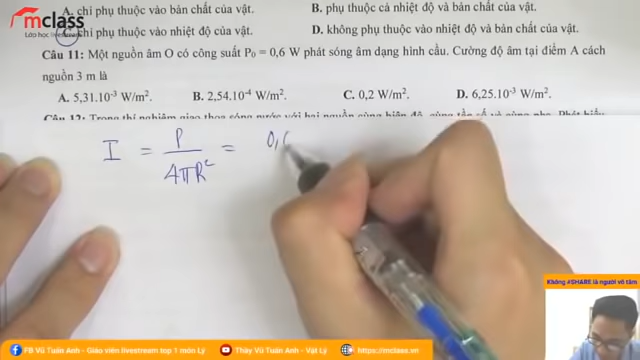 mclass
Lớp học livestream
A. chỉ phụ thuộc vào bản chất của vật.
B. phụ thuộc cả nhiệt độ và bản chất của vật.
C. chỉ phụ thuộc vào nhiệt độ của vật.
D. không phụ thuộc vào nhiệt độ và bản chất của vật.
Câu 11: Một nguồn âm O có công suất P₀ = 0,6 W phát sóng âm dạng hình cầu. Cường độ âm tại điểm A cách
nguồn 3 m là
A. 5,31.10⁻³ W/m².
B. 2,54.10⁻⁴ W/m².
C. 0,2 W/m².
D. 6,25.10⁻³ W/m².
Câu 12: Trong thí nghiệm giao thoa sóng nước với hai nguồn cùng biên độ, cùng tần số và cùng pha. Phát biểu
I = P / 4πR² = 0,6
Không #SHARE là người vô tâm
FB Vũ Tuấn Anh - Giáo viên livestream top 1 môn Lý
Thầy Vũ Tuấn Anh - Vật Lý
https://mclass.vn